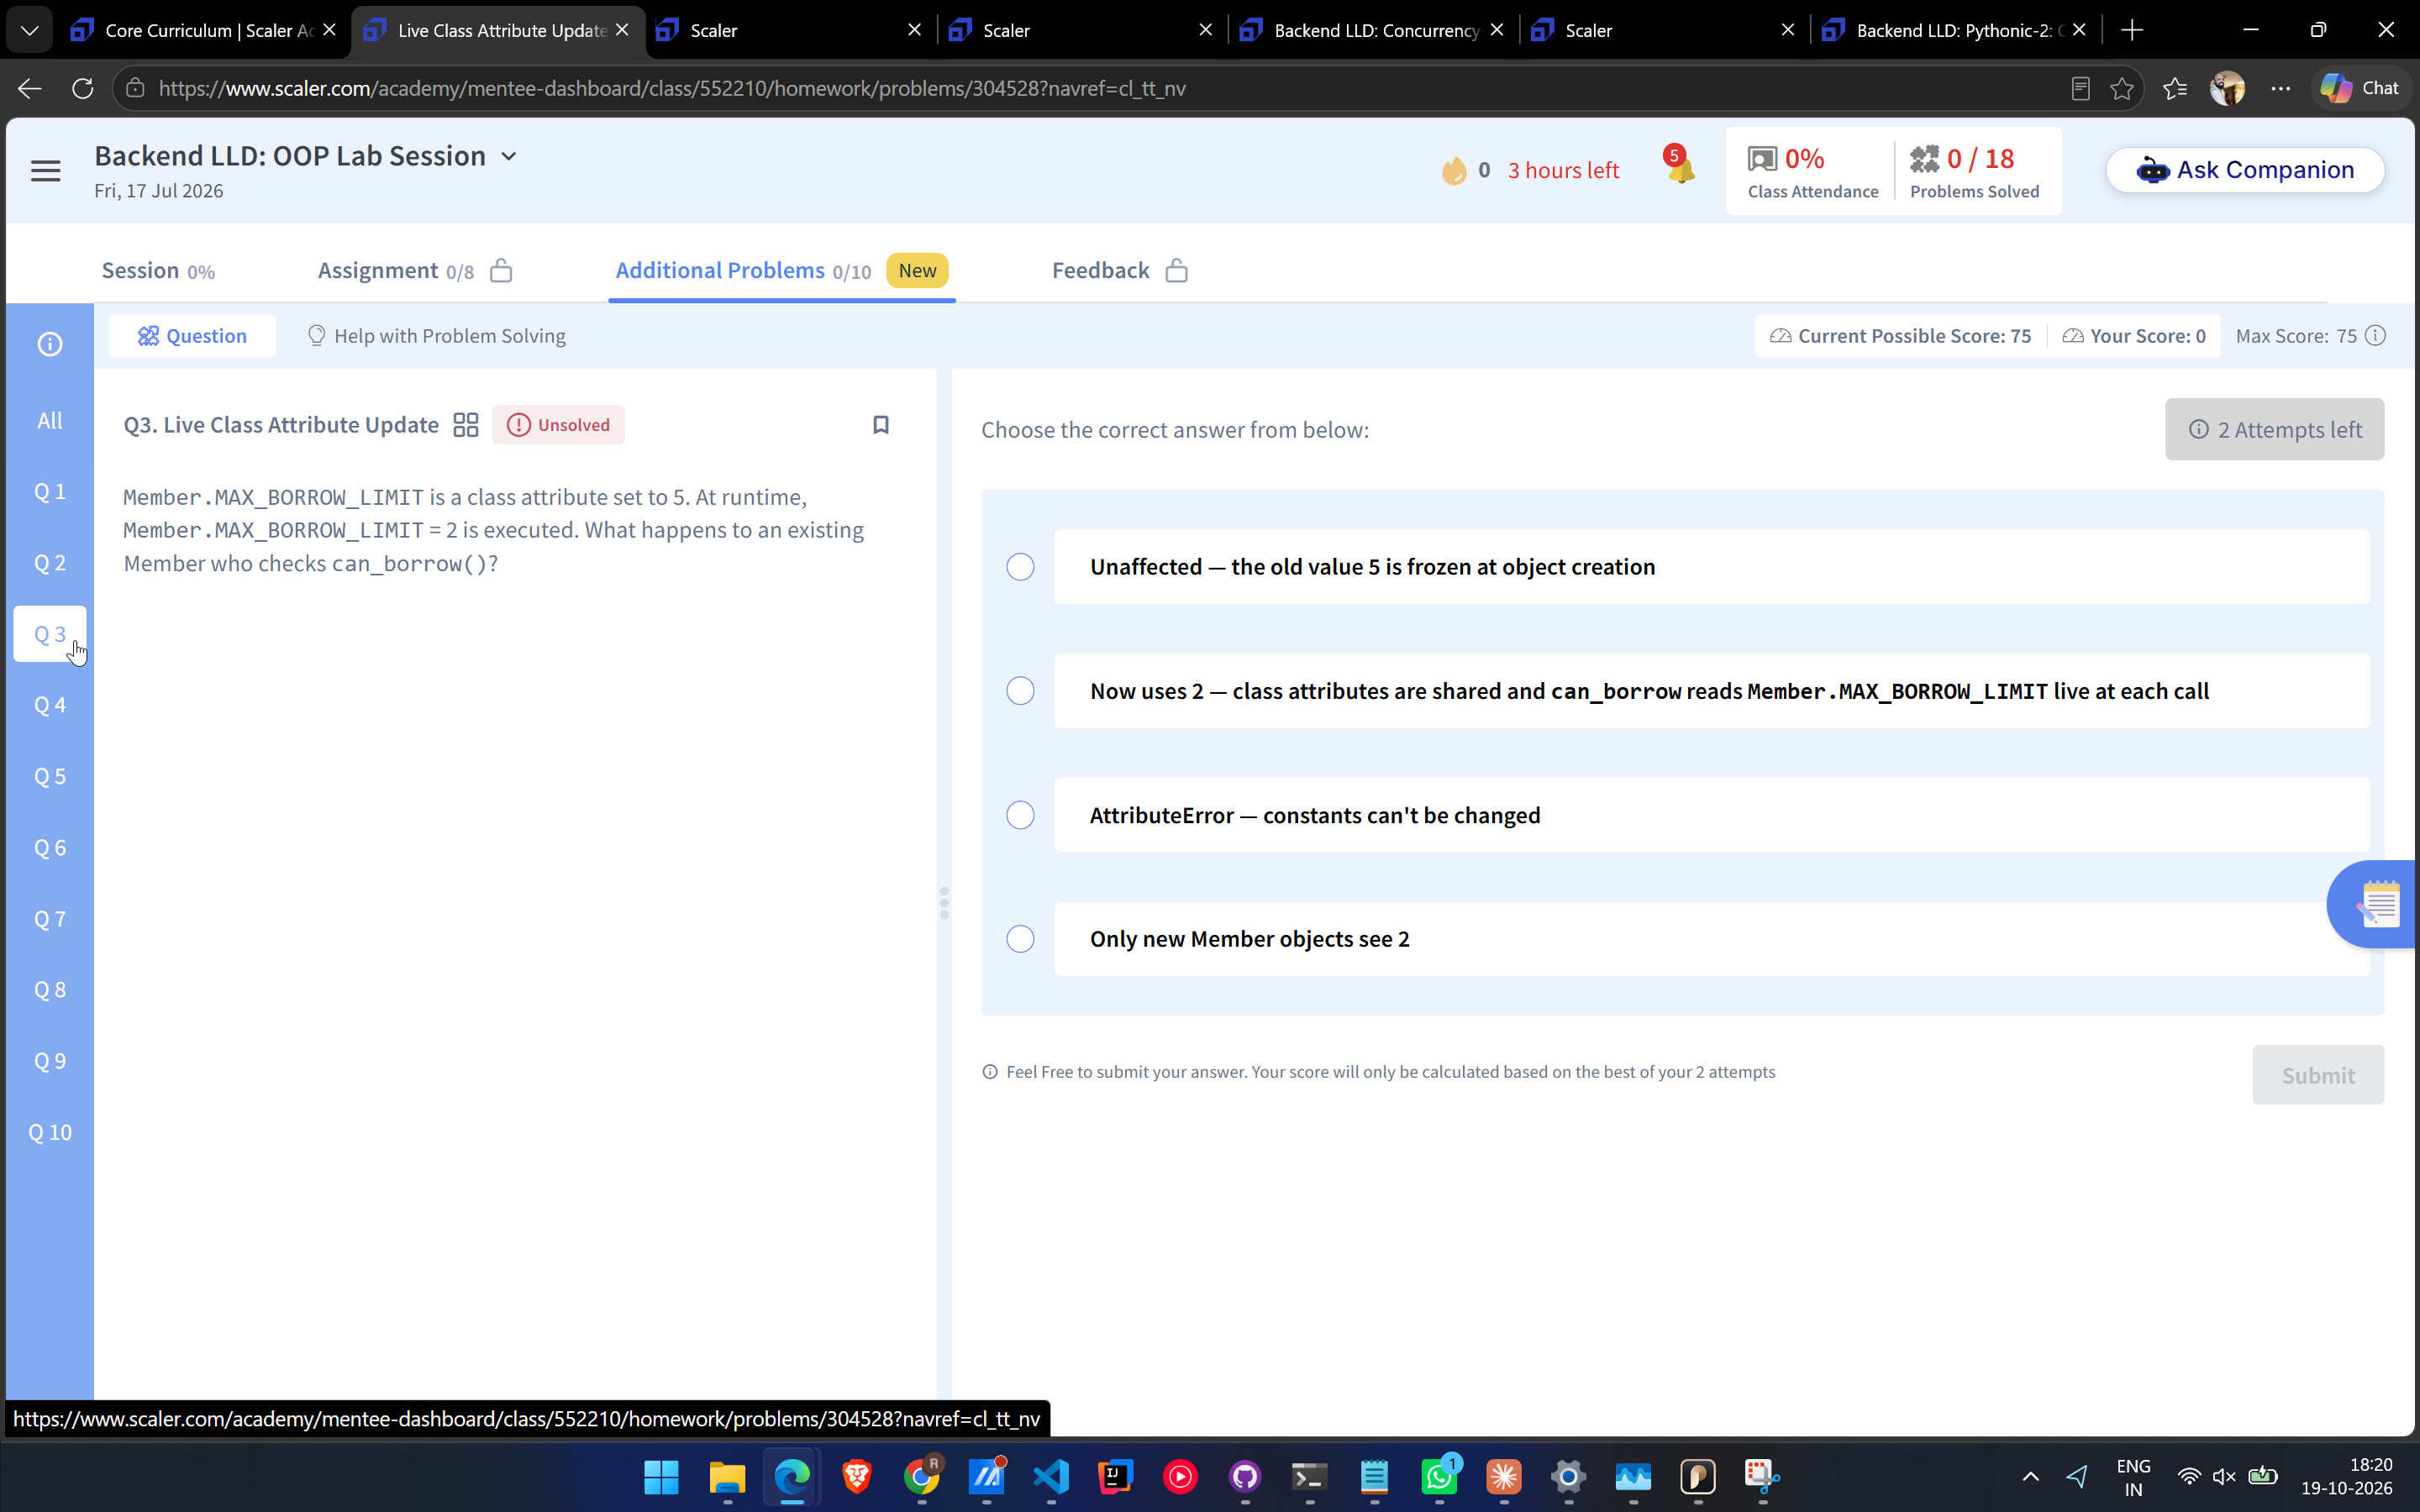 Core Curriculum | Scaler Ac
Live Class Attribute Update
Scaler
Scaler
Backend LLD: Concurrency
Scaler
Backend LLD: Pythonic-2: C
https://www.scaler.com/academy/mentee-dashboard/class/552210/homework/problems/304528?navref=cl_tt_nv
Chat
Backend LLD: OOP Lab Session
Fri, 17 Jul 2026
0 3 hours left
5
0%
Class Attendance
0 / 18
Problems Solved
Ask Companion
Session 0%
Assignment 0/8
Additional Problems 0/10 New
Feedback
Question
Help with Problem Solving
Current Possible Score: 75
Your Score: 0
Max Score: 75
All
Q 1
Q 2
Q 3
Q 4
Q 5
Q 6
Q 7
Q 8
Q 9
Q 10
Q3. Live Class Attribute Update
Unsolved
Member.MAX_BORROW_LIMIT is a class attribute set to 5. At runtime,
Member.MAX_BORROW_LIMIT = 2 is executed. What happens to an existing
Member who checks can_borrow()?
Choose the correct answer from below:
2 Attempts left
Unaffected — the old value 5 is frozen at object creation
Now uses 2 — class attributes are shared and can_borrow reads Member.MAX_BORROW_LIMIT live at each call
AttributeError — constants can't be changed
Only new Member objects see 2
Feel Free to submit your answer. Your score will only be calculated based on the best of your 2 attempts
Submit
https://www.scaler.com/academy/mentee-dashboard/class/552210/homework/problems/304528?navref=cl_tt_nv
R
IJ
1
ENG
IN
18:20
19-10-2026